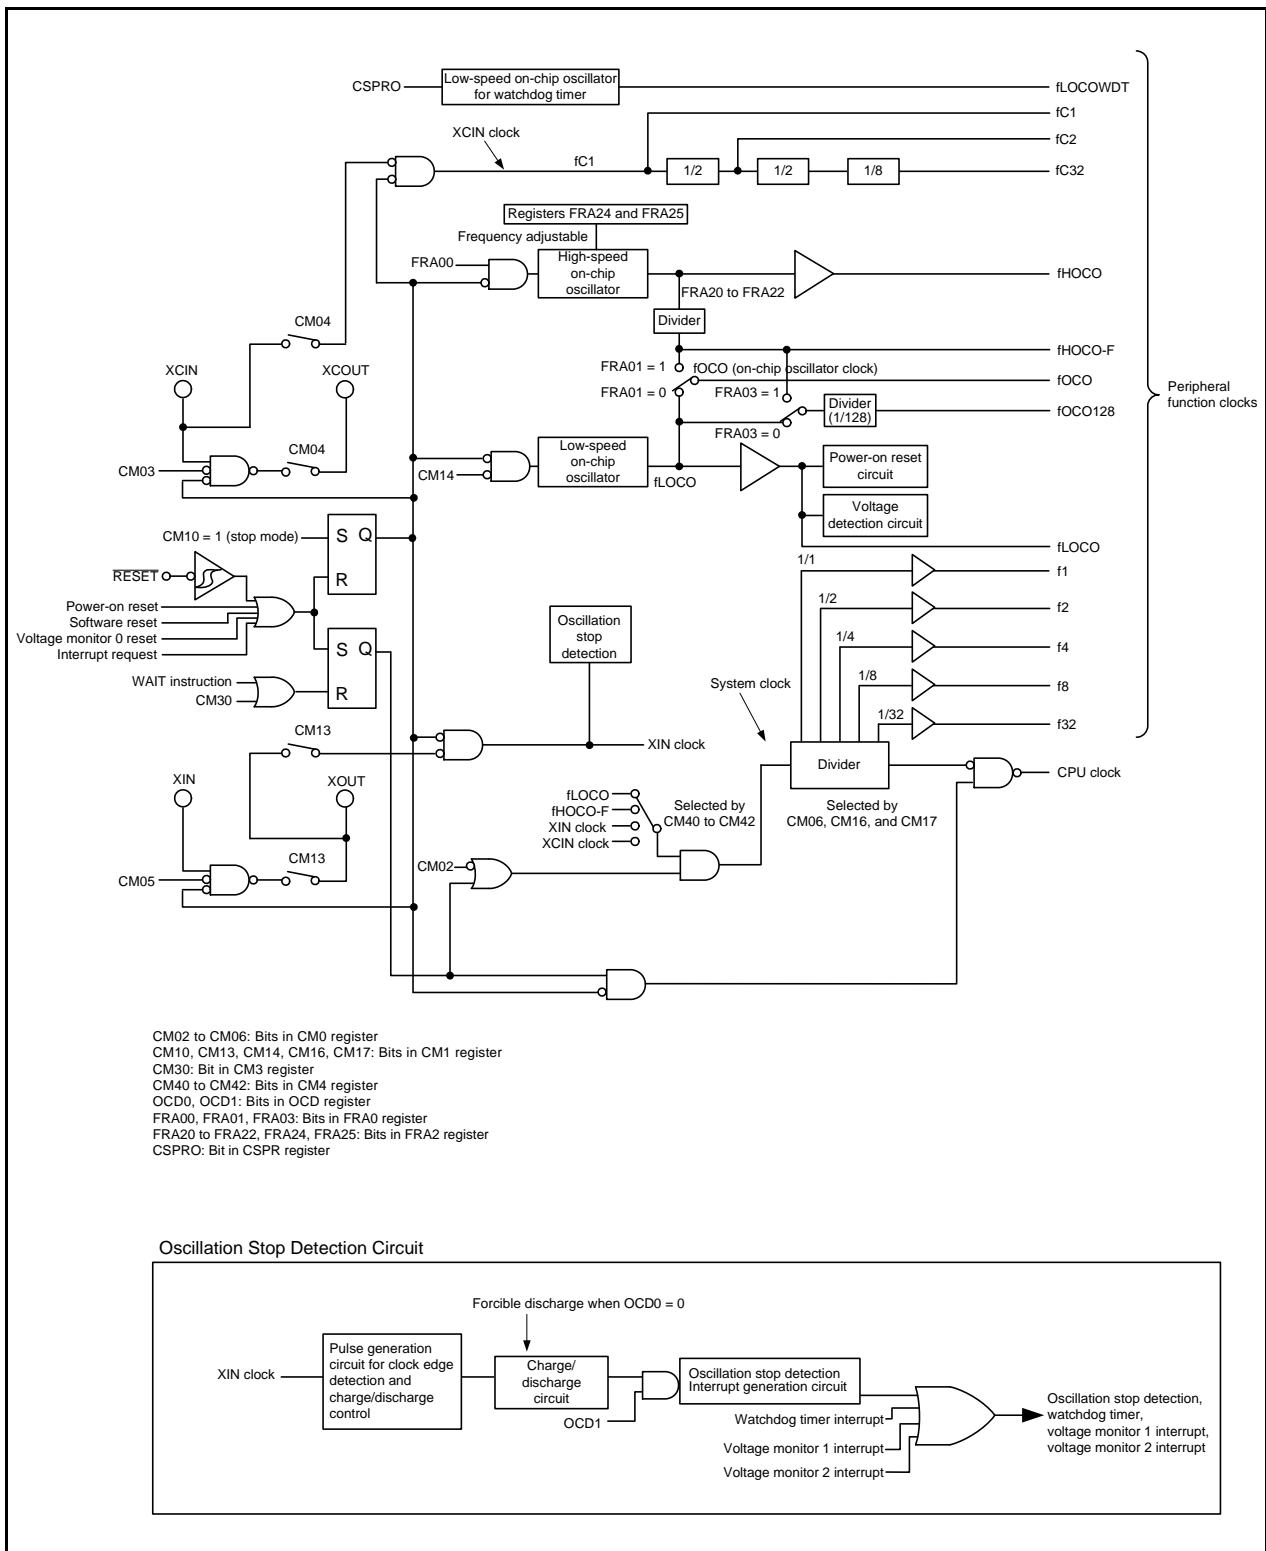 CSPRO
Low-speed on-chip oscillator
for watchdog timer
fLOCOWDT
fC1
fC2
XCIN clock
fC1
1/2
1/2
1/8
fC32
Registers FRA24 and FRA25
Frequency adjustable
FRA00
High-speed
on-chip
oscillator
fHOCO
FRA20 to FRA22
Divider
CM04
fHOCO-F
FRA01 = 1
fOCO (on-chip oscillator clock)
fOCO
XCIN
XCOUT
FRA01 = 0
FRA03 = 1
Peripheral
function clocks
Divider
(1/128)
fOCO128
FRA03 = 0
CM04
CM03
CM14
Low-speed
on-chip
oscillator
fLOCO
Power-on reset
circuit
Voltage
detection circuit
fLOCO
CM10 = 1 (stop mode)
S Q
R
RESET
Power-on reset
Software reset
Voltage monitor 0 reset
Interrupt request
S Q
R
WAIT instruction
CM30
1/1
f1
1/2
f2
1/4
f4
1/8
f8
1/32
f32
Oscillation
stop
detection
System clock
CM13
XIN clock
Divider
CPU clock
XIN
XOUT
fLOCO
fHOCO-F
XIN clock
XCIN clock
Selected by
CM40 to CM42
Selected by
CM06, CM16, and CM17
CM13
CM05
CM02
CM02 to CM06: Bits in CM0 register
CM10, CM13, CM14, CM16, CM17: Bits in CM1 register
CM30: Bit in CM3 register
CM40 to CM42: Bits in CM4 register
OCD0, OCD1: Bits in OCD register
FRA00, FRA01, FRA03: Bits in FRA0 register
FRA20 to FRA22, FRA24, FRA25: Bits in FRA2 register
CSPRO: Bit in CSPR register
Oscillation Stop Detection Circuit
Forcible discharge when OCD0 = 0
XIN clock
Pulse generation
circuit for clock edge
detection and
charge/discharge
control
Charge/
discharge
circuit
OCD1
Oscillation stop detection
Interrupt generation circuit
Watchdog timer interrupt
Voltage monitor 1 interrupt
Voltage monitor 2 interrupt
Oscillation stop detection,
watchdog timer,
voltage monitor 1 interrupt,
voltage monitor 2 interrupt